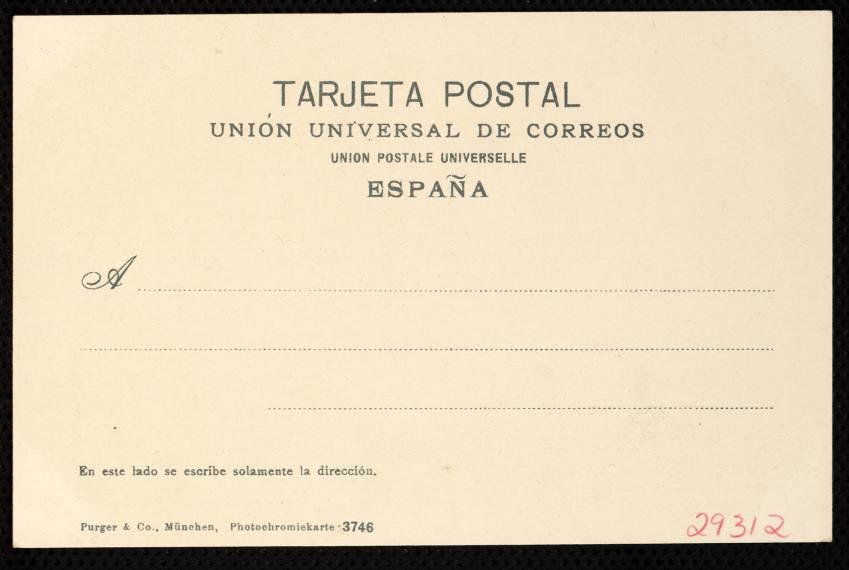 TARJETA POSTAL
UNIÓN UNIVERSAL DE CORREOS
UNION POSTALE UNIVERSELLE
ESPAÑA
A
En este lado se escribe solamente la dirección.
Purger & Co., München, Photochromiekarte 3746
29312